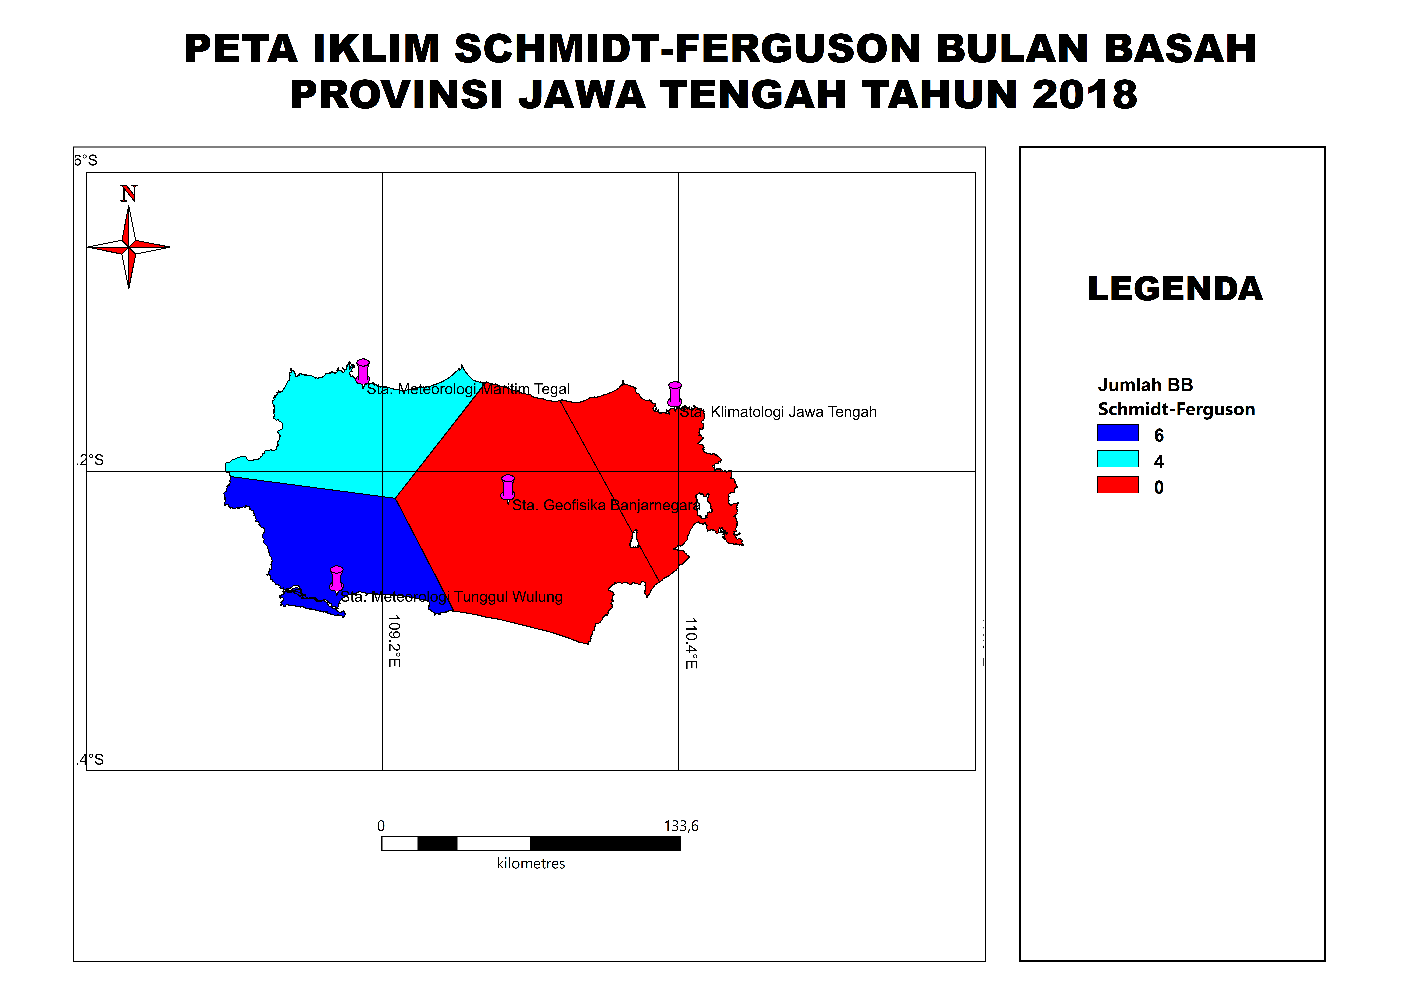 PETA IKLIM SCHMIDT-FERGUSON BULAN BASAH
PROVINSI JAWA TENGAH TAHUN 2018
6°S
N
LEGENDA
Sta. Meteorologi Maritim Tegal
Jumlah BB
Schmidt-Ferguson
Sta. Klimatologi Jawa Tengah
6
.2°S
4
0
Sta. Geofisika Banjarnegara
Sta. Meteorologi Tunggul Wulung
109.2°E
110.4°E
.4°S
0
133,6
kilometres